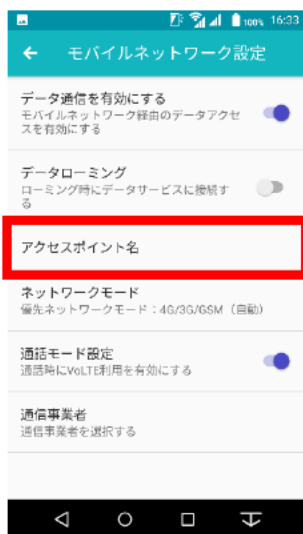 100% 16:33
モバイルネットワーク設定
データ通信を有効にする
モバイルネットワーク経由のデータアクセ
スを有効にする
データローミング
ローミング時にデータサービスに接続す
る
アクセスポイント名
ネットワークモード
優先ネットワークモード：4G/3G/GSM（自動）
通話モード設定
通話時にVoLTE利用を有効にする
通信事業者
通信事業者を選択する